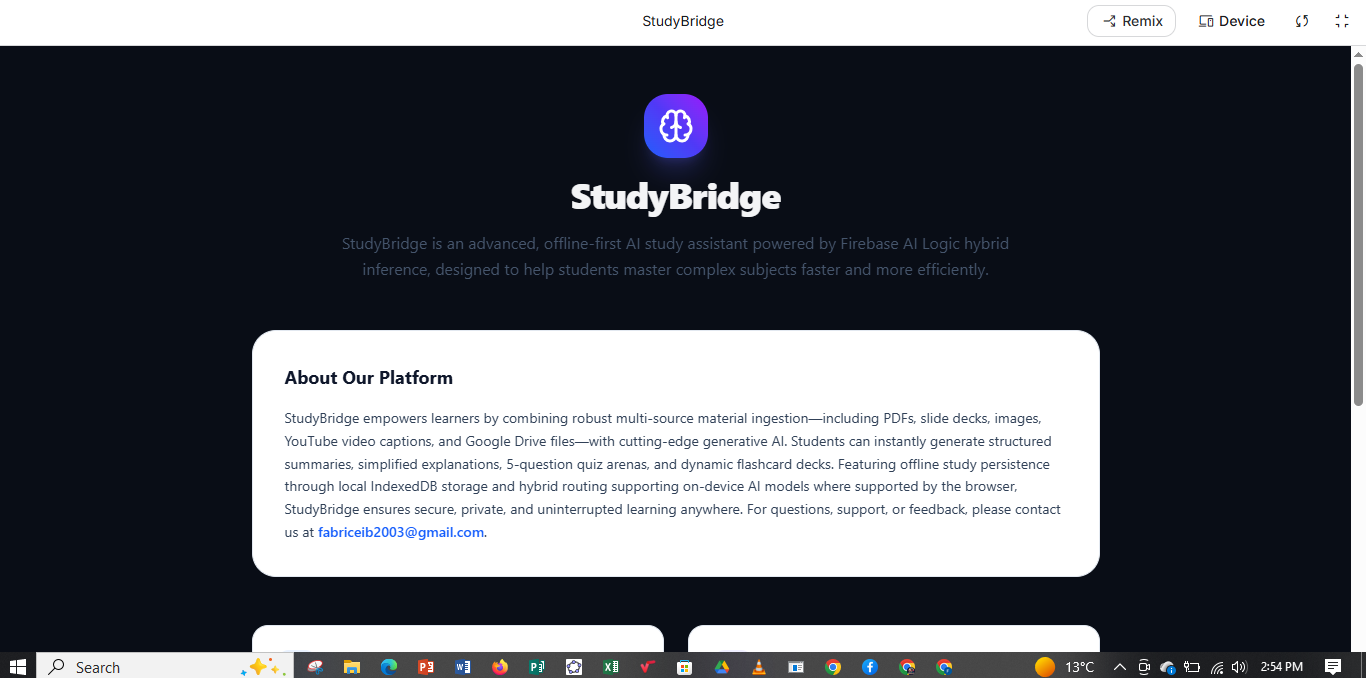 StudyBridge
Remix
Device
StudyBridge
StudyBridge is an advanced, offline-first AI study assistant powered by Firebase AI Logic hybrid
inference, designed to help students master complex subjects faster and more efficiently.
About Our Platform
StudyBridge empowers learners by combining robust multi-source material ingestion—including PDFs, slide decks, images,
YouTube video captions, and Google Drive files—with cutting-edge generative AI. Students can instantly generate structured
summaries, simplified explanations, 5-question quiz arenas, and dynamic flashcard decks. Featuring offline study persistence
through local IndexedDB storage and hybrid routing supporting on-device AI models where supported by the browser,
StudyBridge ensures secure, private, and uninterrupted learning anywhere. For questions, support, or feedback, please contact
us at fabriceib2003@gmail.com.
Search
13°C
2:54 PM